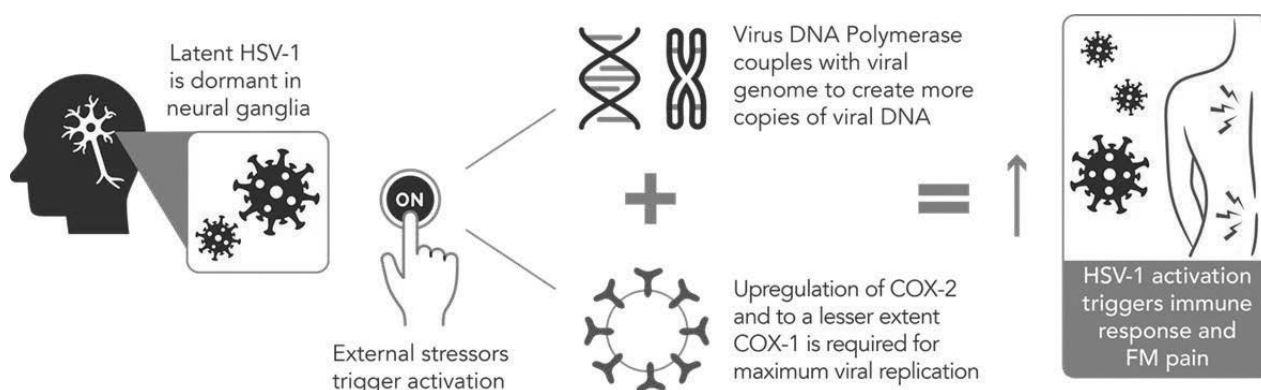 Latent HSV-1
is dormant in
neural ganglia
ON
External stressors
trigger activation
Virus DNA Polymerase
couples with viral
genome to create more
copies of viral DNA
Upregulation of COX-2
and to a lesser extent
COX-1 is required for
maximum viral replication
HSV-1 activation
triggers immune
response and
FM pain